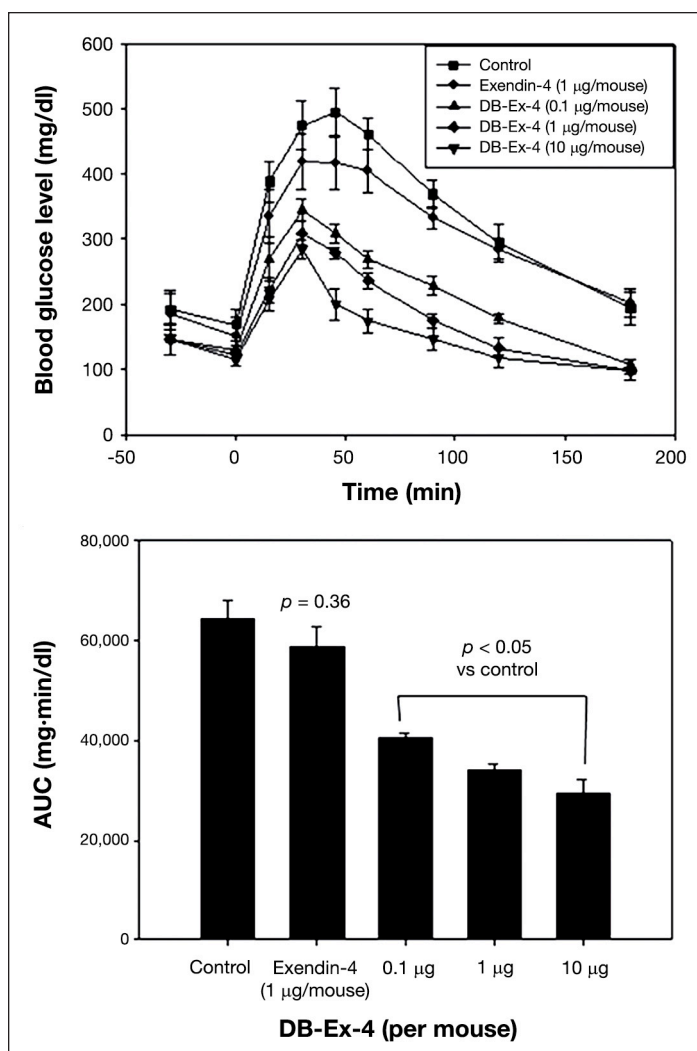 600
500
400
300
200
100
0
Blood glucose level (mg/dl)
Control
Exendin-4 (1 μg/mouse)
DB-Ex-4 (0.1 μg/mouse)
DB-Ex-4 (1 μg/mouse)
DB-Ex-4 (10 μg/mouse)
-50 0 50 100 150 200
Time (min)
80,000
60,000
40,000
20,000
0
AUC (mg·min/dl)
p = 0.36
p < 0.05
vs control
Control Exendin-4 0.1 μg 1 μg 10 μg
(1 μg/mouse)
DB-Ex-4 (per mouse)